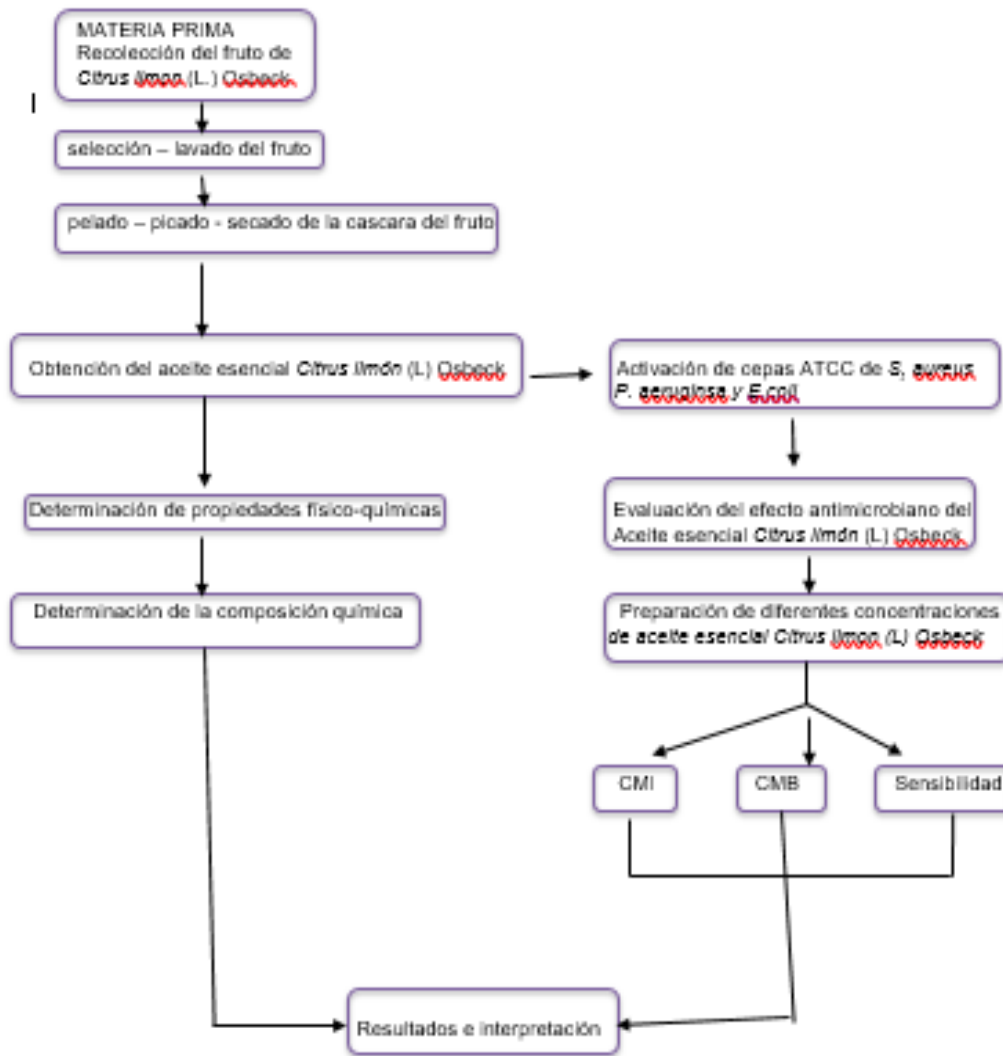 MATERIA PRIMA
Recolección del fruto de
Citrus limon (L.) Osbeck
selección – lavado del fruto
pelado – picado - secado de la cascara del fruto
Obtención del aceite esencial Citrus limón (L) Osbeck
Activación de cepas ATCC de S, aureus
P. aeruginsa y E.coli
Determinación de propiedades físico-químicas
Evaluación del efecto antimicrobiano del
Aceite esencial Citrus limón (L) Osbeck
Determinación de la composición química
Preparación de diferentes concentraciones
de aceite esencial Citrus limon (L) Osbeck
CMI
CMB
Sensibilidad
Resultados e interpretación